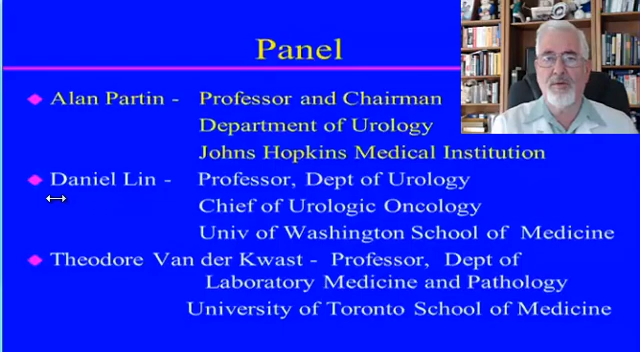 Panel
Alan Partin - Professor and Chairman
Department of Urology
Johns Hopkins Medical Institution
Daniel Lin - Professor, Dept of Urology
Chief of Urologic Oncology
Univ of Washington School of Medicine
Theodore Van der Kwast - Professor, Dept of
Laboratory Medicine and Pathology
University of Toronto School of Medicine